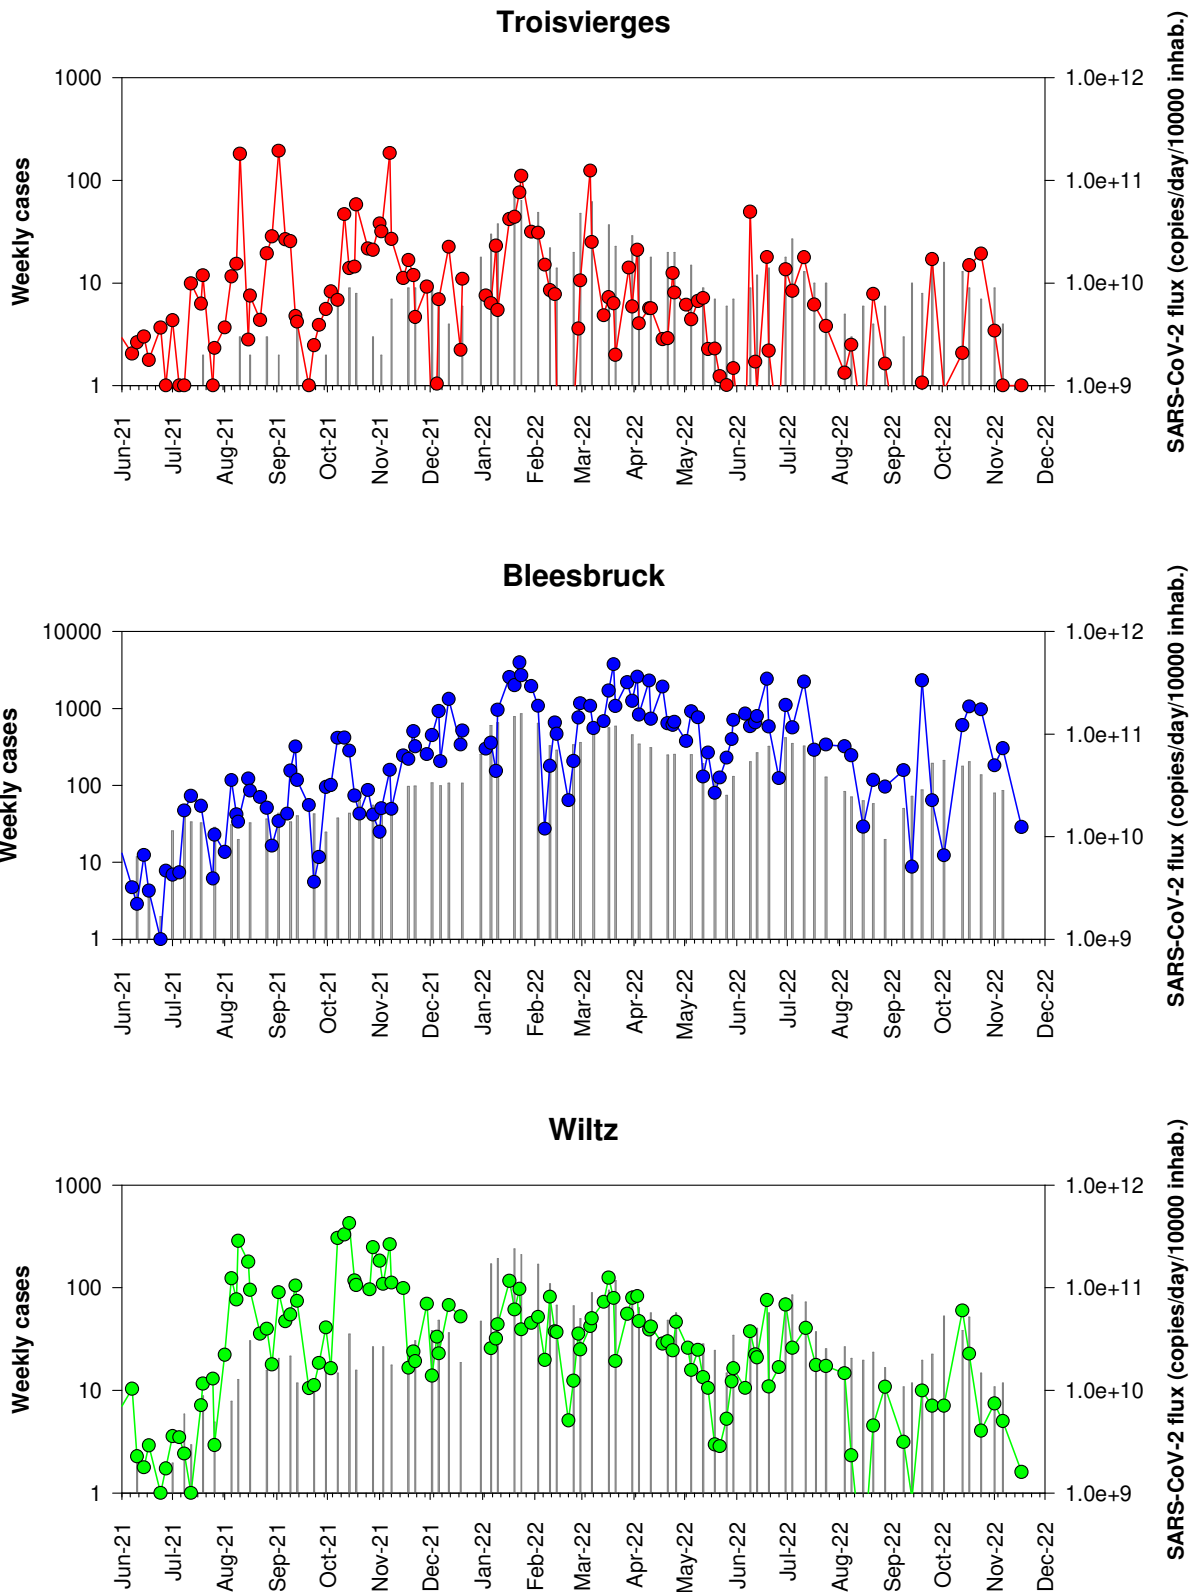 Troisvierges
Weekly cases
SARS-CoV-2 flux (copies/day/10000 inhab.)
1000
100
10
1
1.0e+12
1.0e+11
1.0e+10
1.0e+9
Jun-21
Jul-21
Aug-21
Sep-21
Oct-21
Nov-21
Dec-21
Jan-22
Feb-22
Mar-22
Apr-22
May-22
Jun-22
Jul-22
Aug-22
Sep-22
Oct-22
Nov-22
Dec-22
Bleesbruck
Weekly cases
SARS-CoV-2 flux (copies/day/10000 inhab.)
10000
1000
100
10
1
1.0e+12
1.0e+11
1.0e+10
1.0e+9
Jun-21
Jul-21
Aug-21
Sep-21
Oct-21
Nov-21
Dec-21
Jan-22
Feb-22
Mar-22
Apr-22
May-22
Jun-22
Jul-22
Aug-22
Sep-22
Oct-22
Nov-22
Dec-22
Wiltz
Weekly cases
SARS-CoV-2 flux (copies/day/10000 inhab.)
1000
100
10
1
1.0e+12
1.0e+11
1.0e+10
1.0e+9
Jun-21
Jul-21
Aug-21
Sep-21
Oct-21
Nov-21
Dec-21
Jan-22
Feb-22
Mar-22
Apr-22
May-22
Jun-22
Jul-22
Aug-22
Sep-22
Oct-22
Nov-22
Dec-22